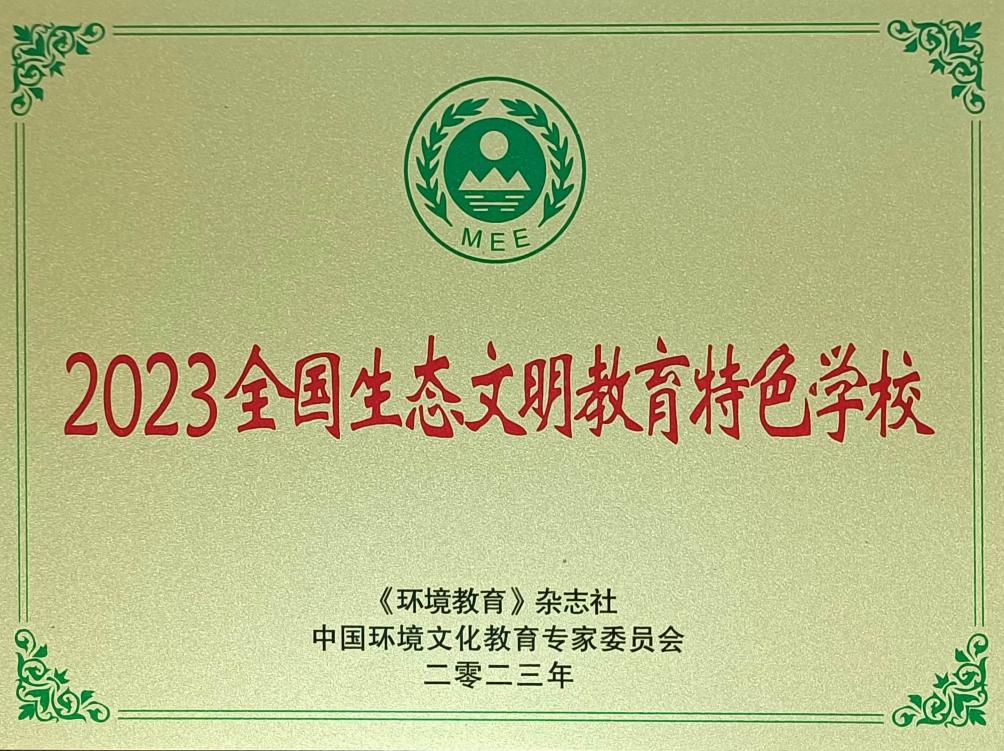 MEE
2023全国生态文明教育特色学校
《环境教育》杂志社
中国环境文化教育专家委员会
二零二三年